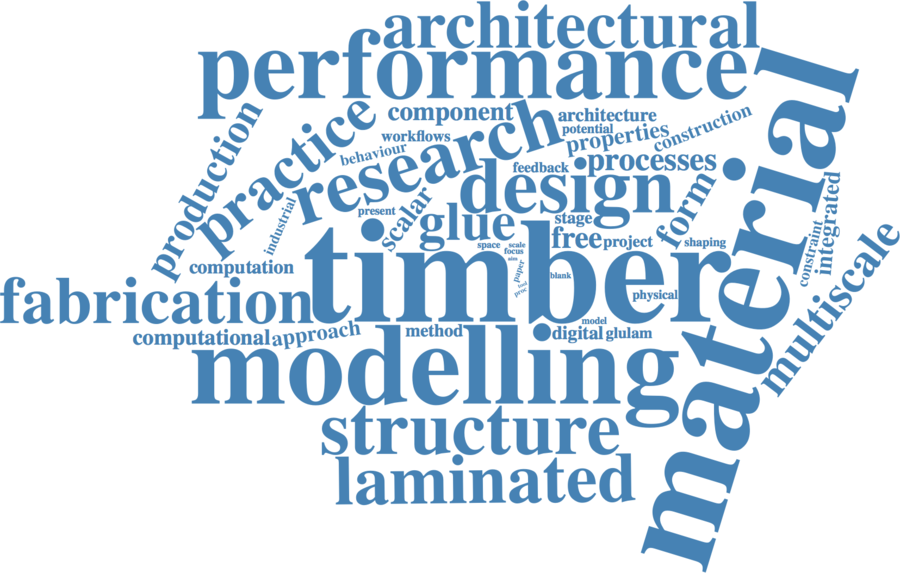 architectural
performance
material
component
architecture
practice
research
production
workflows
potential
properties
construction
behaviour
feedback
processes
design
form
industrial
present
scalar
glue
stage
free
project
shaping
integrated
constraint
multiscale
space
scale
focus
aim
paper
tool
proc
blank
timber
computation
physical
fabrication
model
computational
approach
method
digital
glulam
modelling
structure
laminated